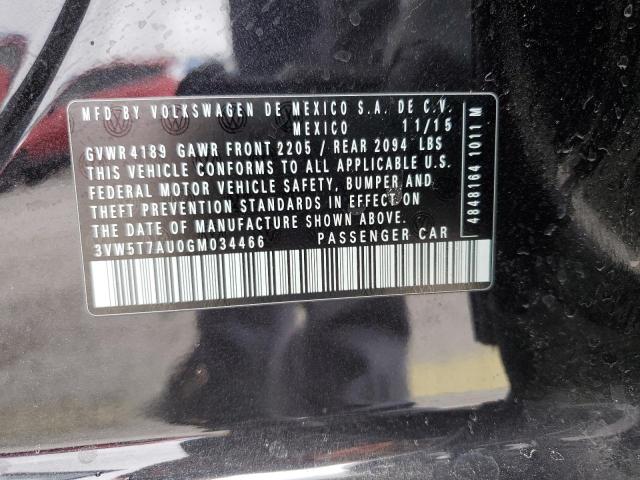 MFD BY VOLKSWAGEN DE MEXICO S.A. DE C.V.
MEXICO 11/15
GVWR 4189 GAWR FRONT 2205 / REAR 2094 LBS
THIS VEHICLE CONFORMS TO ALL APPLICABLE U.S.
FEDERAL MOTOR VEHICLE SAFETY, BUMPER AND
THEFT PREVENTION STANDARDS IN EFFECT ON
THE DATE OF MANUFACTURE SHOWN ABOVE.
3VW5T7AU0GM034466 PASSENGER CAR
4848164 1011 M